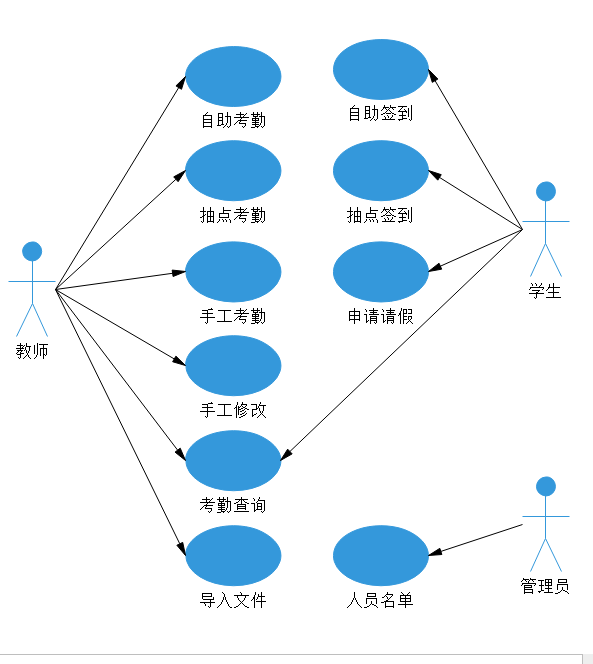 自助考勤
自助签到
抽点考勤
抽点签到
学生
手工考勤
申请请假
教师
手工修改
考勤查询
管理员
导入文件
人员名单